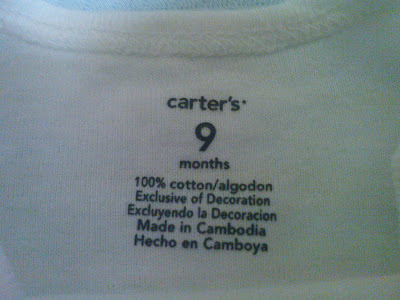 carter's
9
months
100% cotton/algodon
Exclusive of Decoration
Excluyendo la Decoracion
Made in Cambodia
Hecho en Camboya